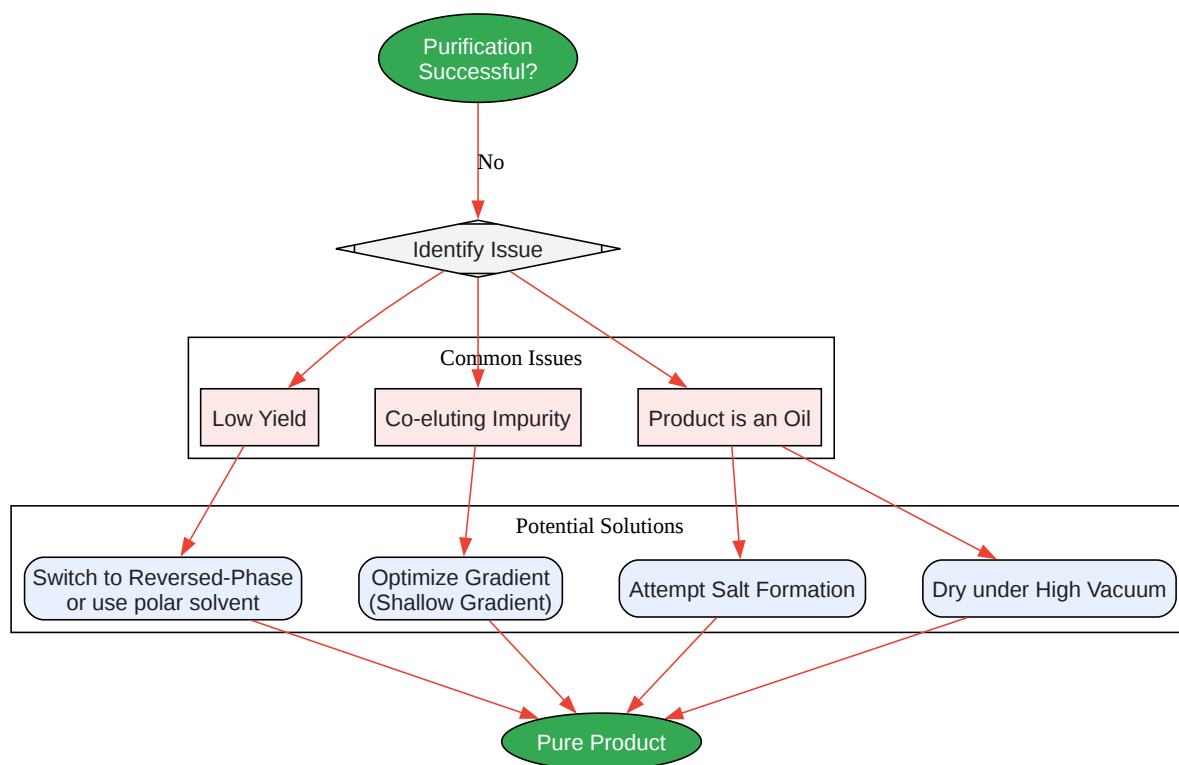 Purification
Successful?
No
Identify Issue
Common Issues
Low Yield
Co-eluting Impurity
Product is an Oil
Potential Solutions
Switch to Reversed-Phase
or use polar solvent
Optimize Gradient
(Shallow Gradient)
Attempt Salt Formation
Dry under High Vacuum
Pure Product